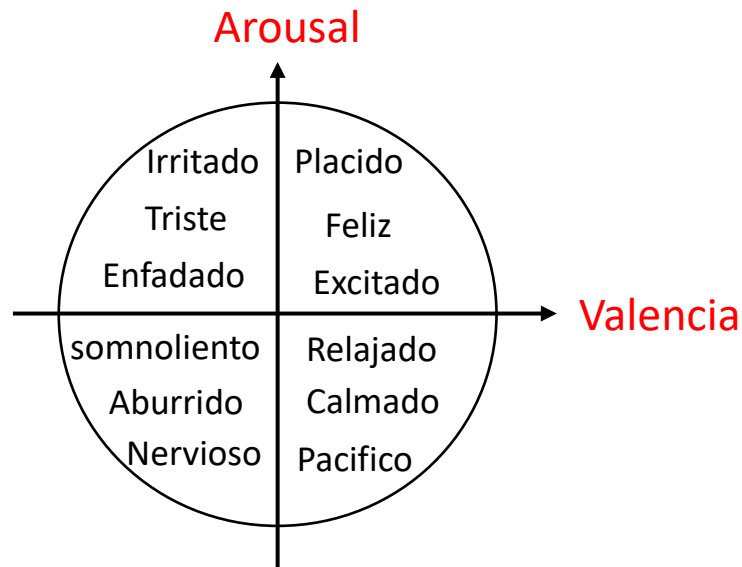 Arousal
Irritado
Placido
Triste
Feliz
Enfadado
Excitado
Valencia
somnoliento
Relajado
Aburrido
Calmado
Nervioso
Pacifico